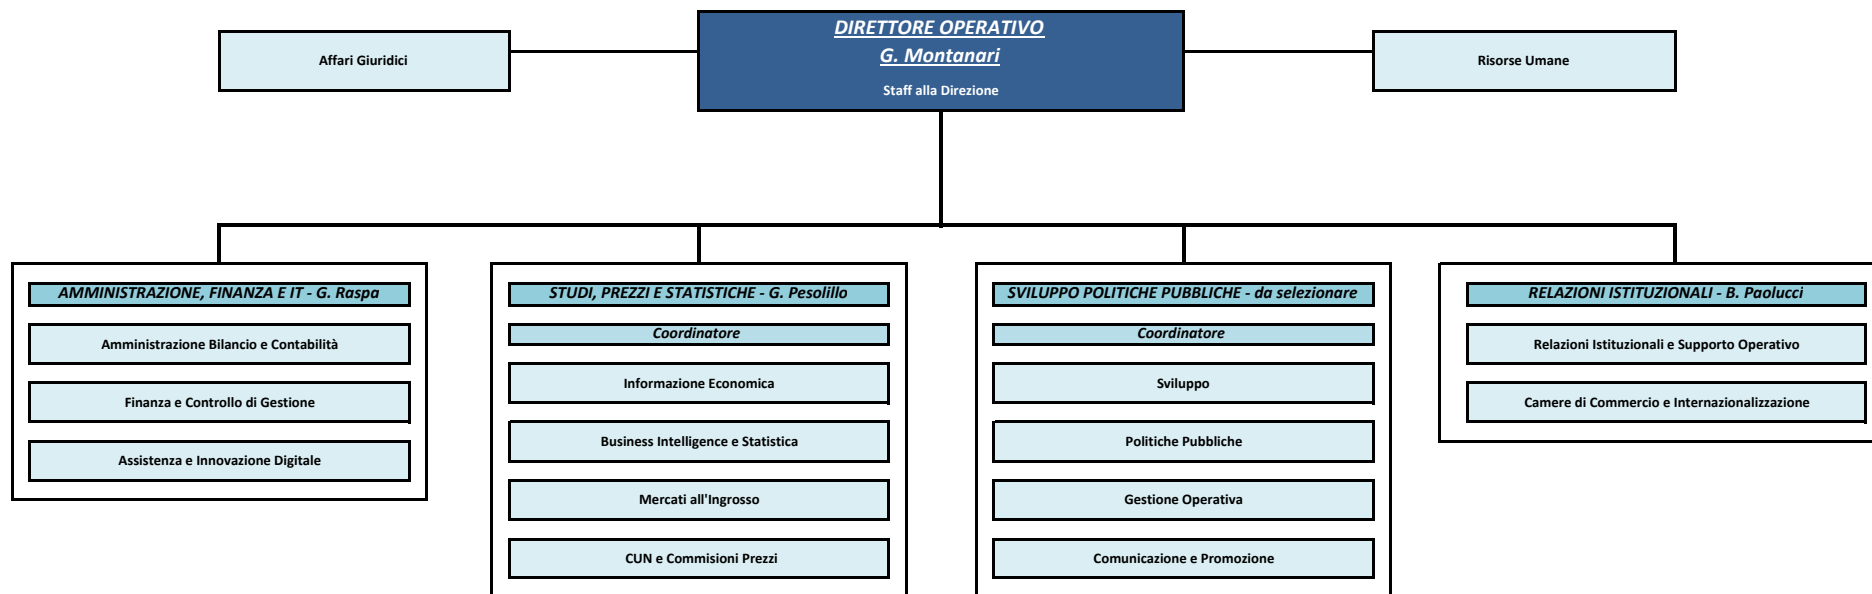 DIRETTORE OPERATIVO
G. Montanari
Staff alla Direzione
Affari Giuridici
Risorse Umane
AMMINISTRAZIONE, FINANZA E IT - G. Raspa
Amministrazione Bilancio e Contabilità
Finanza e Controllo di Gestione
Assistenza e Innovazione Digitale
STUDI, PREZZI E STATISTICHE - G. Pesolillo
Coordinatore
Informazione Economica
Business Intelligence e Statistica
Mercati all'Ingrosso
CUN e Commisioni Prezzi
SVILUPPO POLITICHE PUBBLICHE - da selezionare
Coordinatore
Sviluppo
Politiche Pubbliche
Gestione Operativa
Comunicazione e Promozione
RELAZIONI ISTITUZIONALI - B. Paolucci
Relazioni Istituzionali e Supporto Operativo
Camere di Commercio e Internazionalizzazione